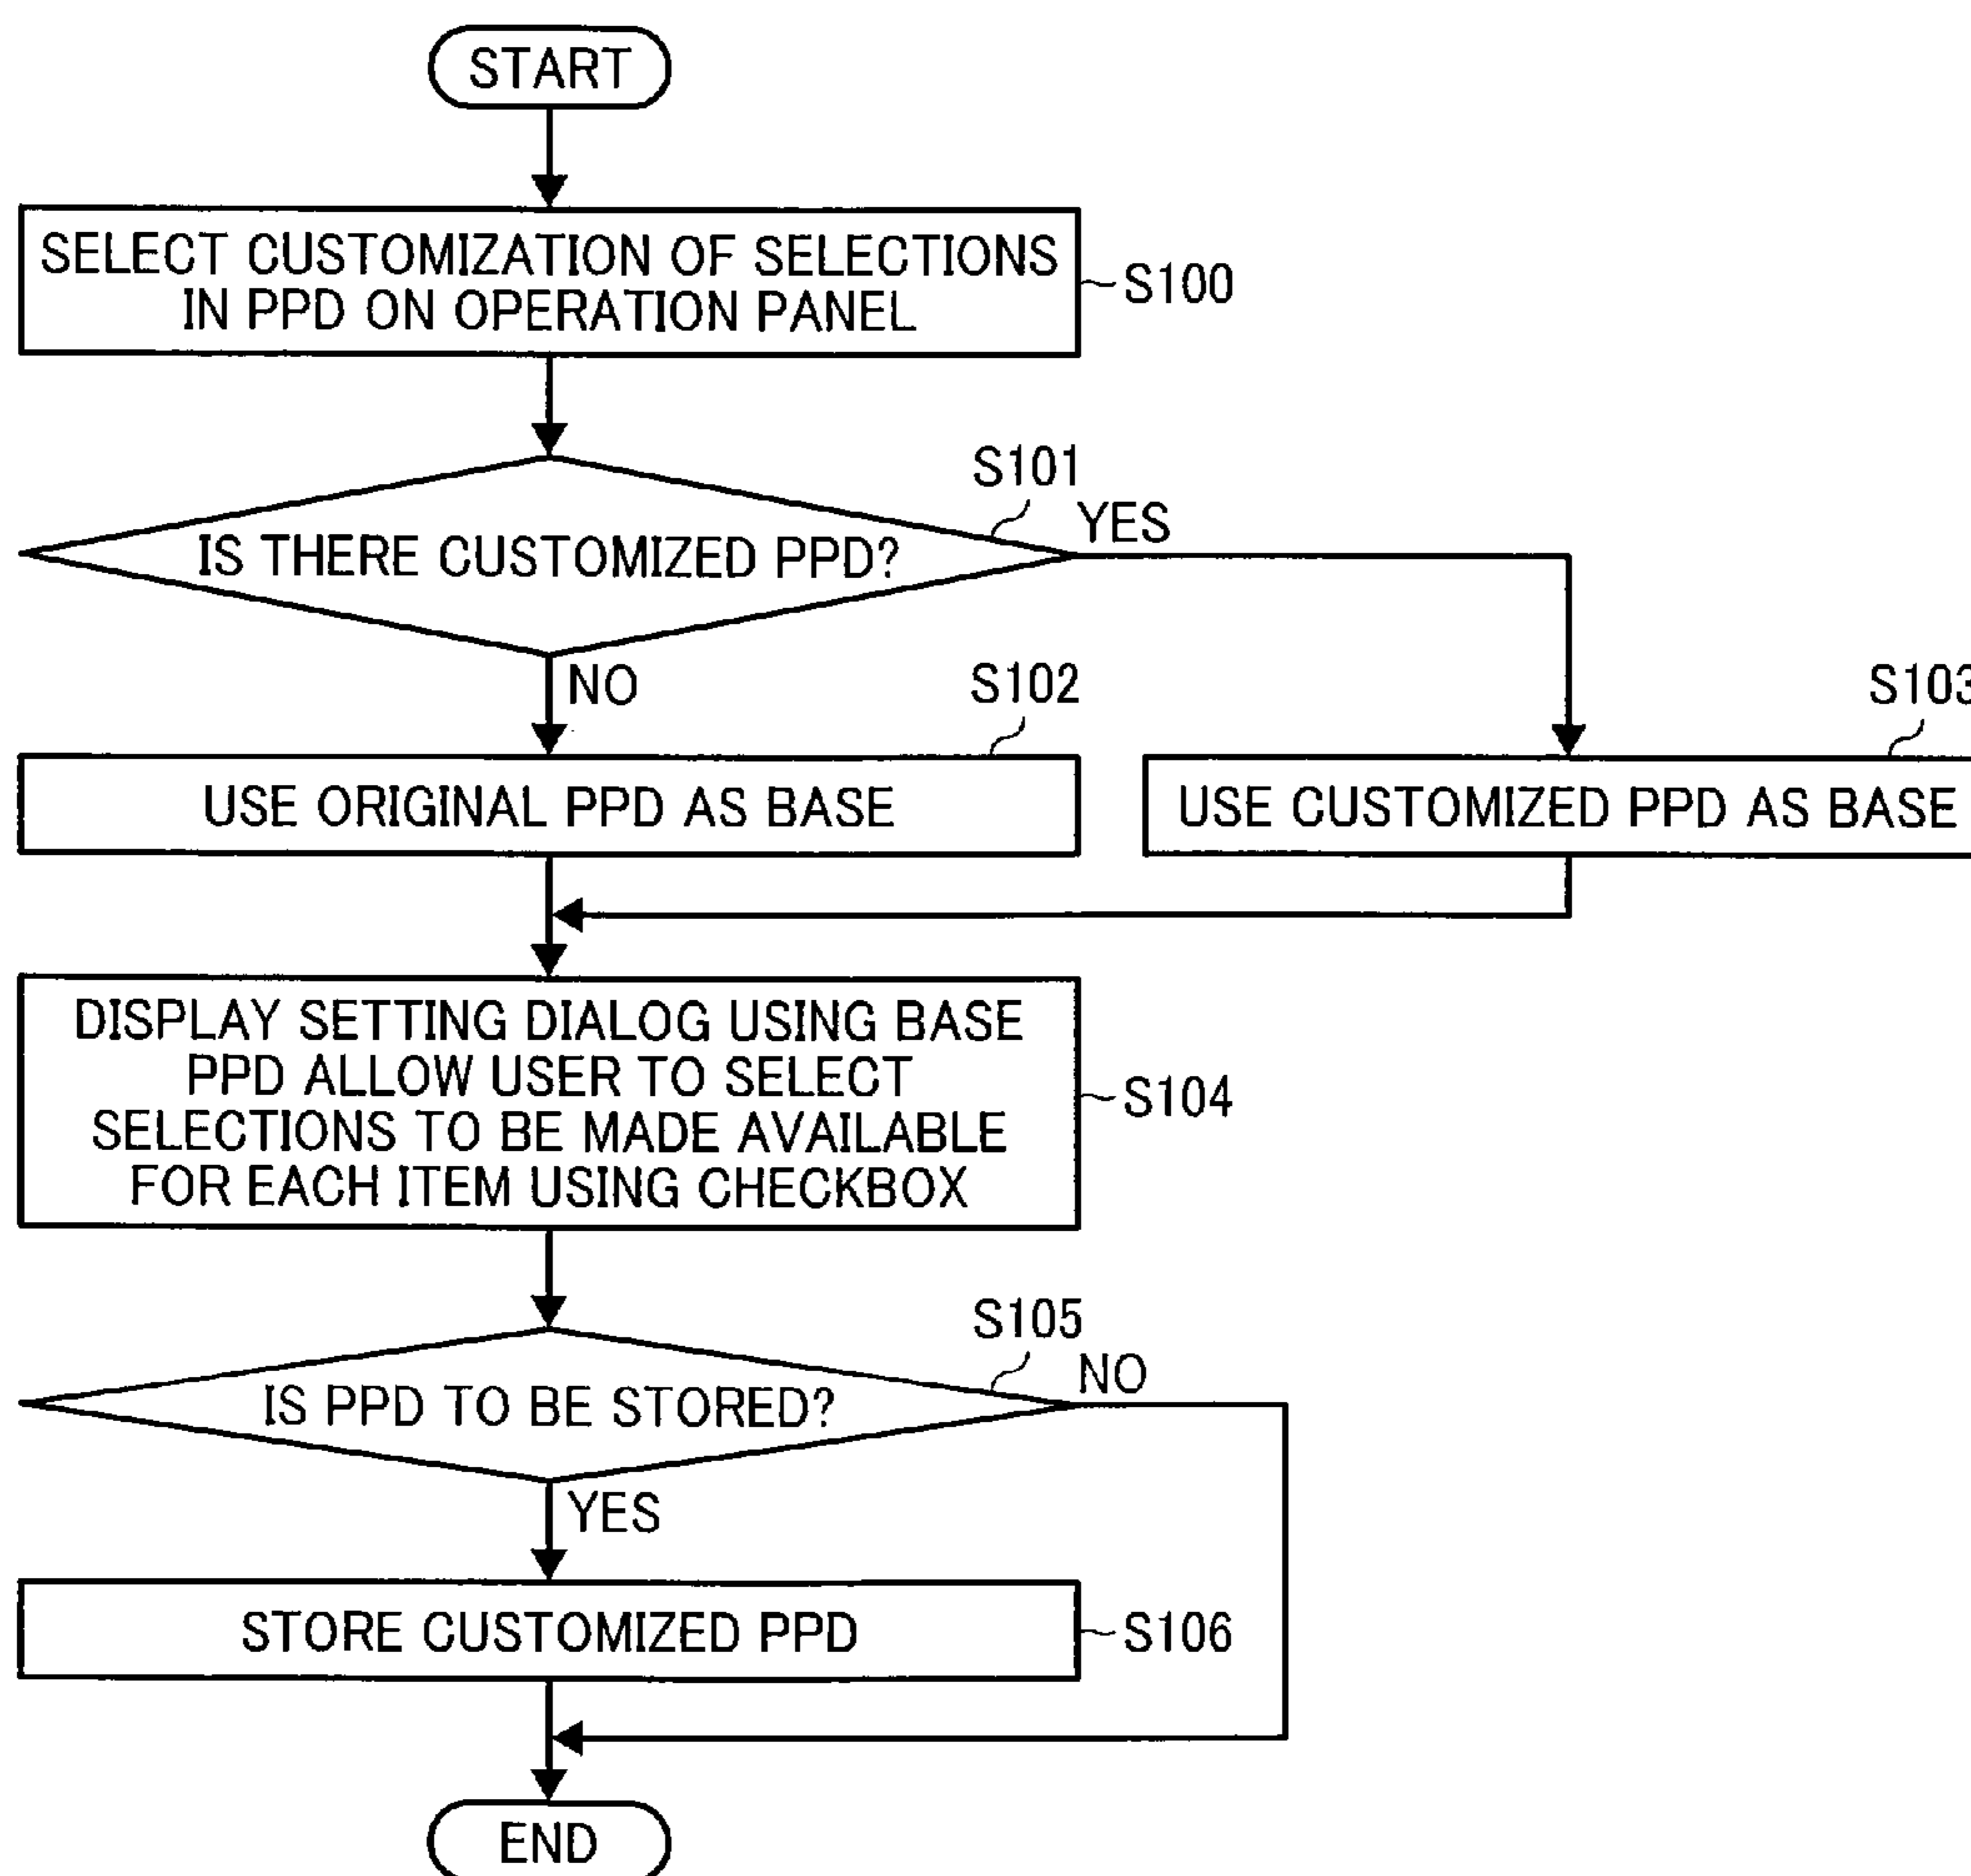 START
SELECT CUSTOMIZATION OF SELECTIONS
IN PPD ON OPERATION PANEL
S100
S101
YES
IS THERE CUSTOMIZED PPD?
NO
S102
S103
USE ORIGINAL PPD AS BASE
USE CUSTOMIZED PPD AS BASE
DISPLAY SETTING DIALOG USING BASE
PPD ALLOW USER TO SELECT
SELECTIONS TO BE MADE AVAILABLE
FOR EACH ITEM USING CHECKBOX
S104
S105
NO
IS PPD TO BE STORED?
YES
STORE CUSTOMIZED PPD
S106
END